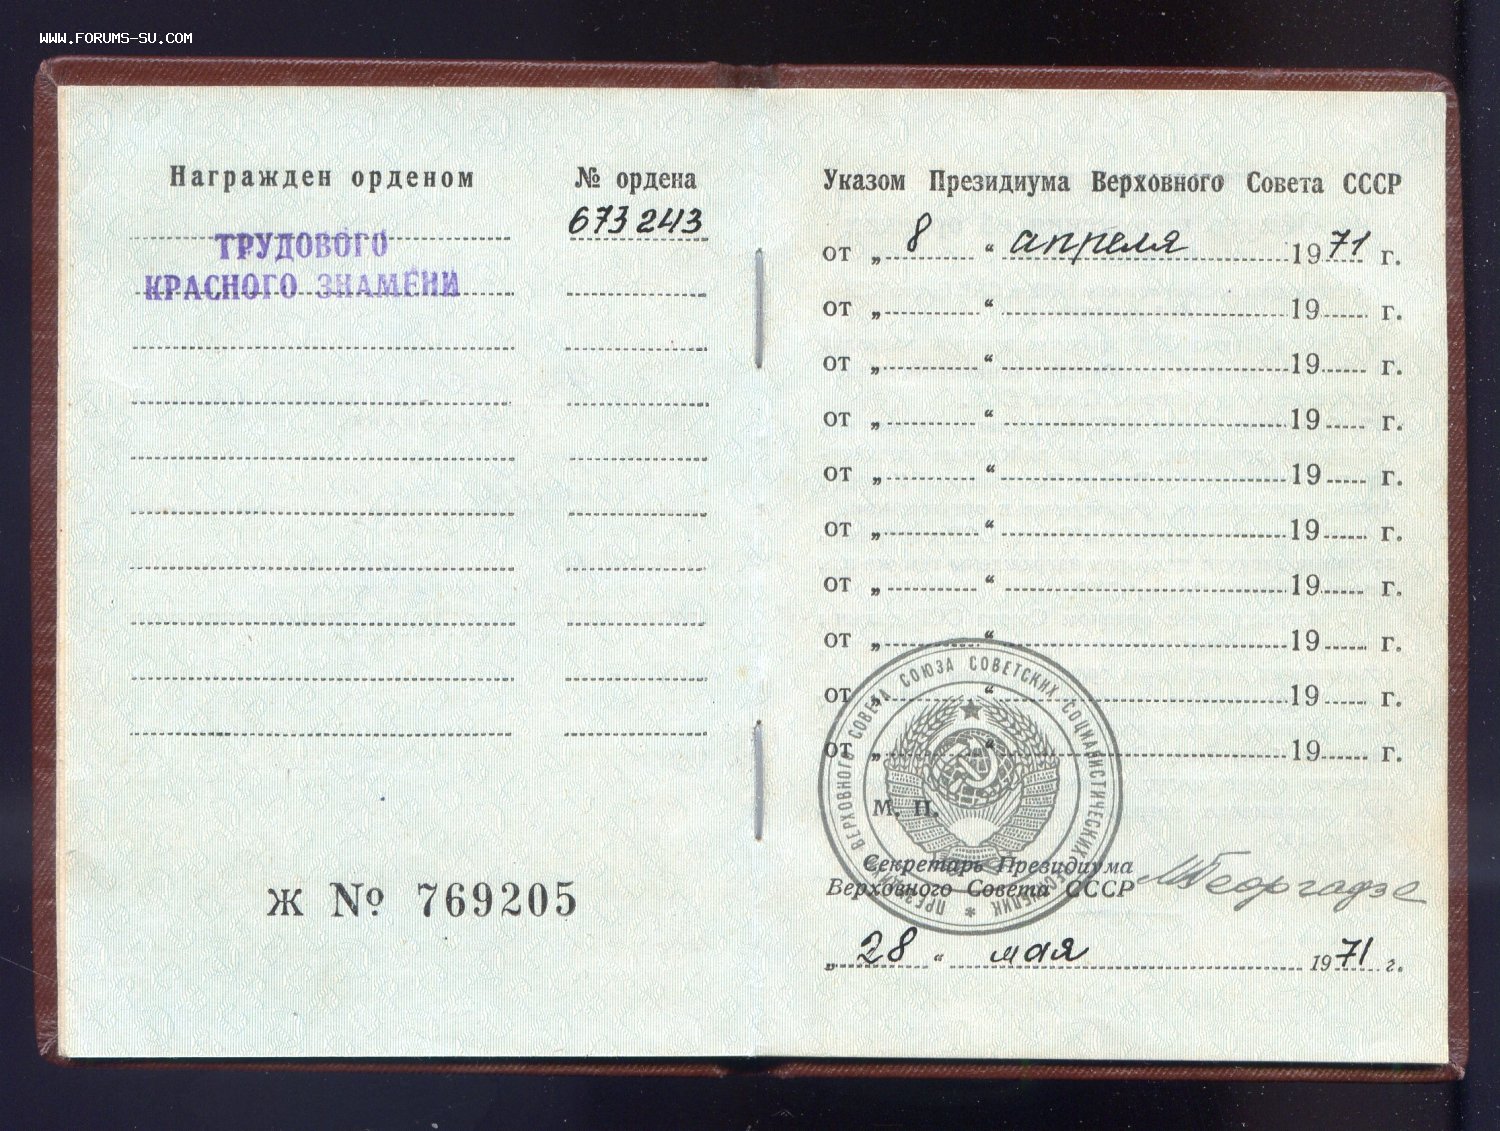 WWW.FORUMS-SU.COM
Награжден орденом
№ ордена
673243
ТРУДОВОГО
КРАСНОГО ЗНАМЕНИ
Ж № 769205
Указом Президиума Верховного Совета СССР
от „ 8 “ апреля 1971 г.
от „ “ 19 г.
от „ “ 19 г.
от „ “ 19 г.
от „ “ 19 г.
от „ “ 19 г.
от „ “ 19 г.
от „ “ 19 г.
от „ “ 19 г.
от „ “ 19 г.
ПРЕЗИДИУМ ВЕРХОВНОГО СОВЕТА СОЮЗА СОВЕТСКИХ СОЦИАЛИСТИЧЕСКИХ РЕСПУБЛИК *
М. П.
Секретарь Президиума
Верховного Совета СССР
МГеоргадзе
„ 28 “ мая 1971 г.